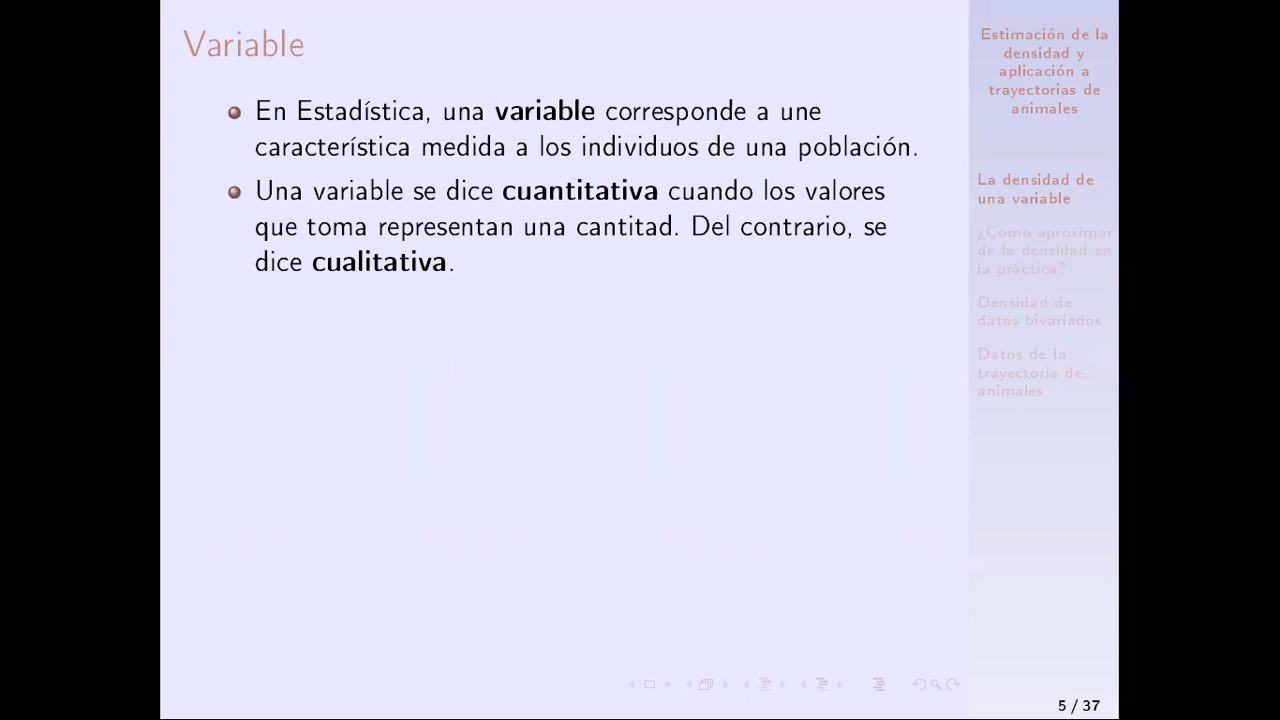 Variable
En Estadística, una variable corresponde a une
característica medida a los individuos de una población.
Una variable se dice cuantitativa cuando los valores
que toma representan una cantitad. Del contrario, se
dice cualitativa.
Estimación de la
densidad y
aplicación a
trayectorias de
animales
La densidad de
una variable
¿Como aproximar
de la densidad en
la práctica?
Densidad de
datos bivariados
Datos de la
trayectoria de
animales
5 / 37